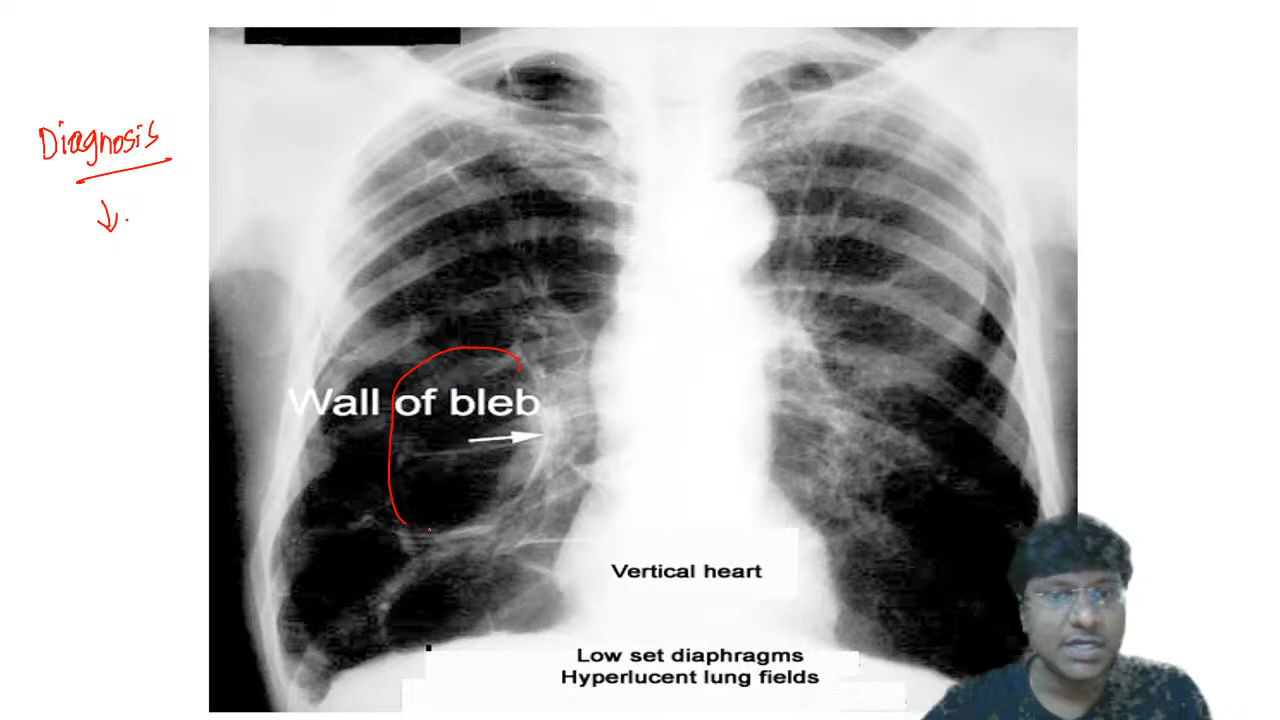 Diagnosis
Wall of bleb
Vertical heart
Low set diaphragms
Hyperlucent lung fields